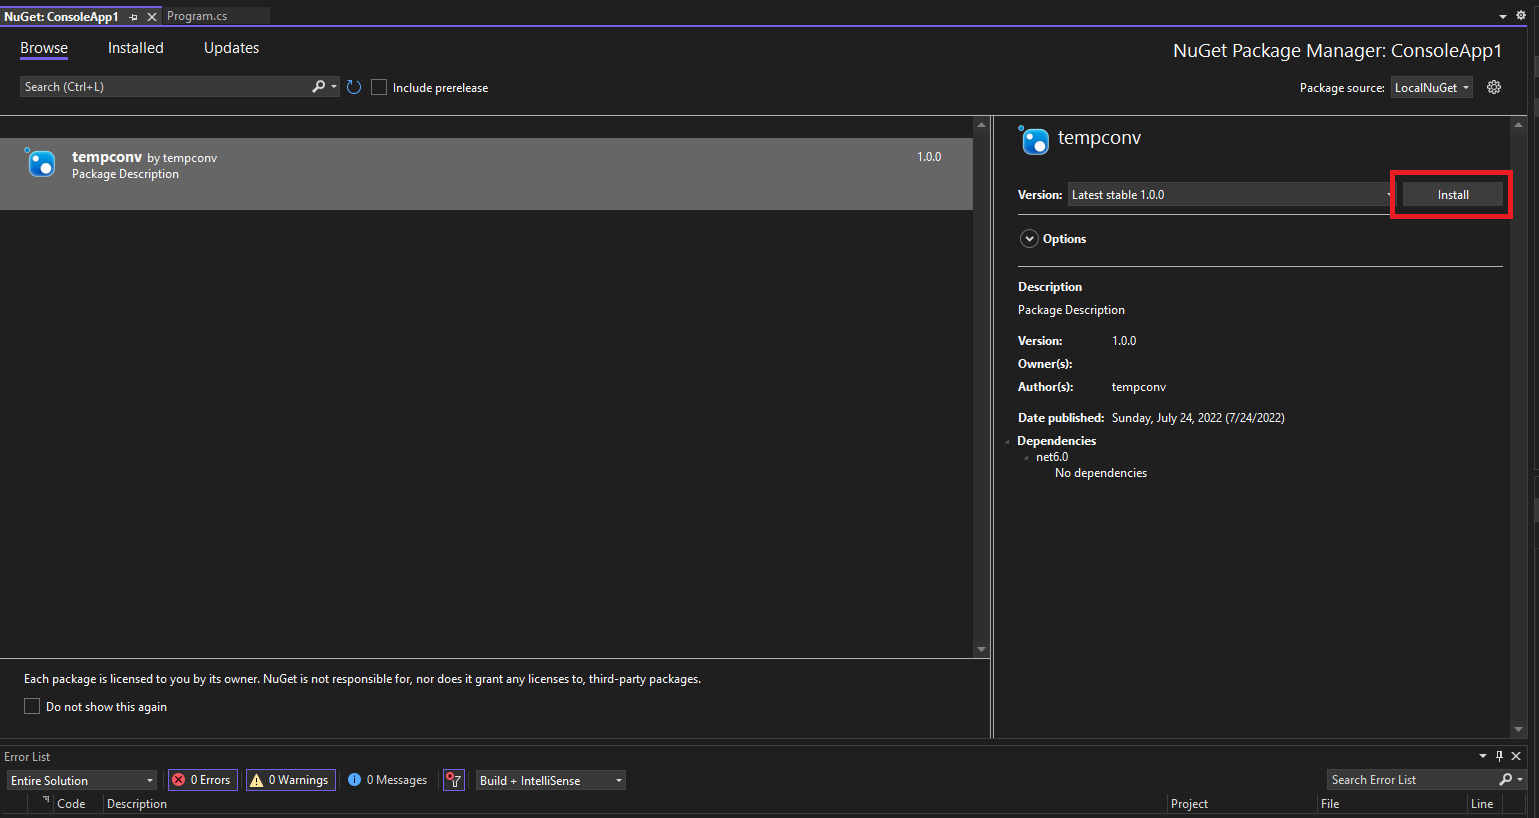 NuGet: ConsoleApp1 Program.cs
Browse Installed Updates
NuGet Package Manager: ConsoleApp1
Search (Ctrl+L) Include prerelease
Package source: LocalNuGet
tempconv by tempconv 1.0.0
Package Description
tempconv
Version: Latest stable 1.0.0 Install
Options
Description
Package Description
Version: 1.0.0
Owner(s):
Author(s): tempconv
Date published: Sunday, July 24, 2022 (7/24/2022)
Dependencies
net6.0
No dependencies
Each package is licensed to you by its owner. NuGet is not responsible for, nor does it grant any licenses to, third-party packages.
Do not show this again
Error List
Entire Solution 0 Errors 0 Warnings 0 Messages Build + IntelliSense Search Error List
Code Description Project File Line